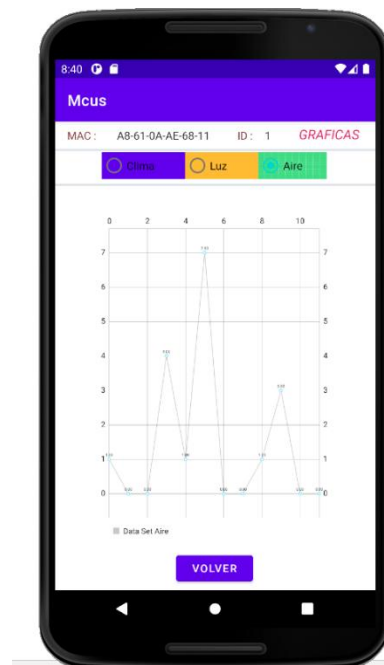 8:40
Mcus
MAC : A8-61-0A-AE-68-11 ID : 1 GRAFICAS
Clima Luz Aire
0 2 4 6 8 10
7 7
6 6
5 5
4 4
3 3
2 2
1 1
0 0
Data Set Aire
VOLVER